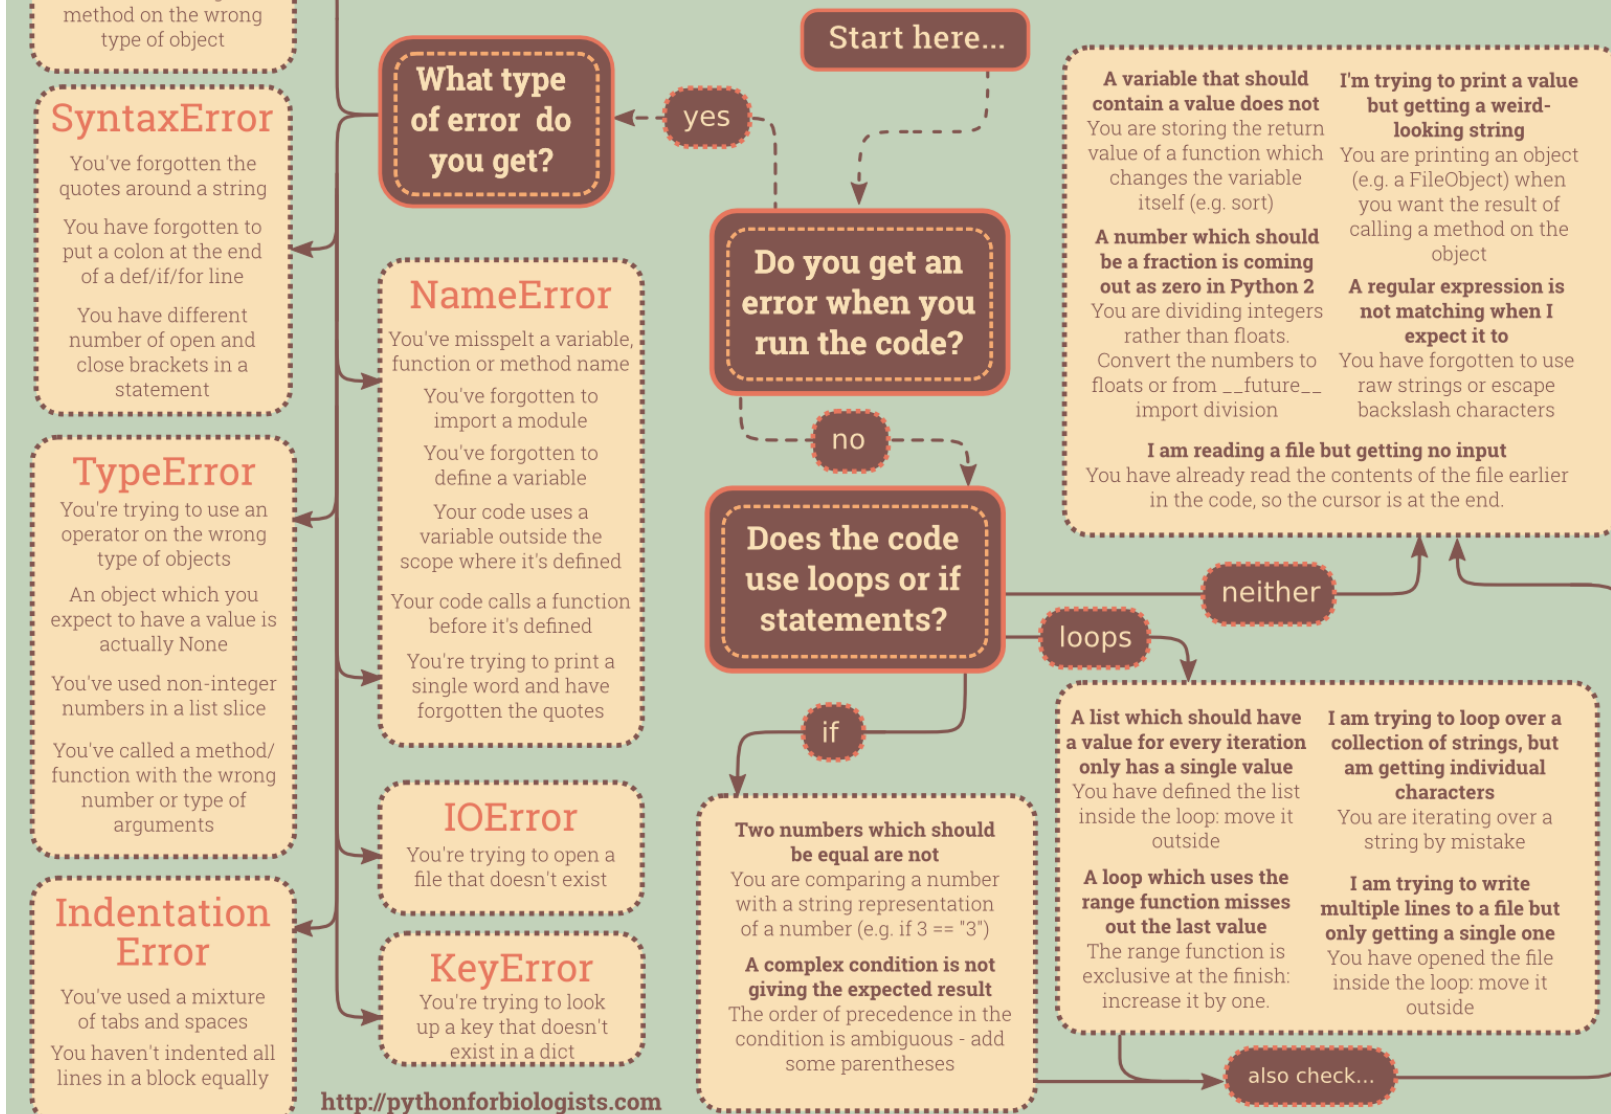 method on the wrong
type of object
SyntaxError
You've forgotten the
quotes around a string
You have forgotten to
put a colon at the end
of a def/if/for line
You have different
number of open and
close brackets in a
statement
TypeError
You're trying to use an
operator on the wrong
type of objects
An object which you
expect to have a value is
actually None
You've used non-integer
numbers in a list slice
You've called a method/
function with the wrong
number or type of
arguments
Indentation
Error
You've used a mixture
of tabs and spaces
You haven't indented all
lines in a block equally
What type
of error do
you get?
NameError
You've misspelt a variable,
function or method name
You've forgotten to
import a module
You've forgotten to
define a variable
Your code uses a
variable outside the
scope where it's defined
Your code calls a function
before it's defined
You're trying to print a
single word and have
forgotten the quotes
IOError
You're trying to open a
file that doesn't exist
KeyError
You're trying to look
up a key that doesn't
exist in a dict
http://pythonforbiologists.com
Start here...
yes
Do you get an
error when you
run the code?
no
Does the code
use loops or if
statements?
neither
loops
if
Two numbers which should
be equal are not
You are comparing a number
with a string representation
of a number (e.g. if 3 == "3")
A complex condition is not
giving the expected result
The order of precedence in the
condition is ambiguous - add
some parentheses
A variable that should
contain a value does not
You are storing the return
value of a function which
changes the variable
itself (e.g. sort)
A number which should
be a fraction is coming
out as zero in Python 2
You are dividing integers
rather than floats.
Convert the numbers to
floats or from __future__
import division
I'm trying to print a value
but getting a weird-
looking string
You are printing an object
(e.g. a FileObject) when
you want the result of
calling a method on the
object
A regular expression is
not matching when I
expect it to
You have forgotten to use
raw strings or escape
backslash characters
I am reading a file but getting no input
You have already read the contents of the file earlier
in the code, so the cursor is at the end.
A list which should have
a value for every iteration
only has a single value
You have defined the list
inside the loop: move it
outside
A loop which uses the
range function misses
out the last value
The range function is
exclusive at the finish:
increase it by one.
I am trying to loop over a
collection of strings, but
am getting individual
characters
You are iterating over a
string by mistake
I am trying to write
multiple lines to a file but
only getting a single one
You have opened the file
inside the loop: move it
outside
also check...